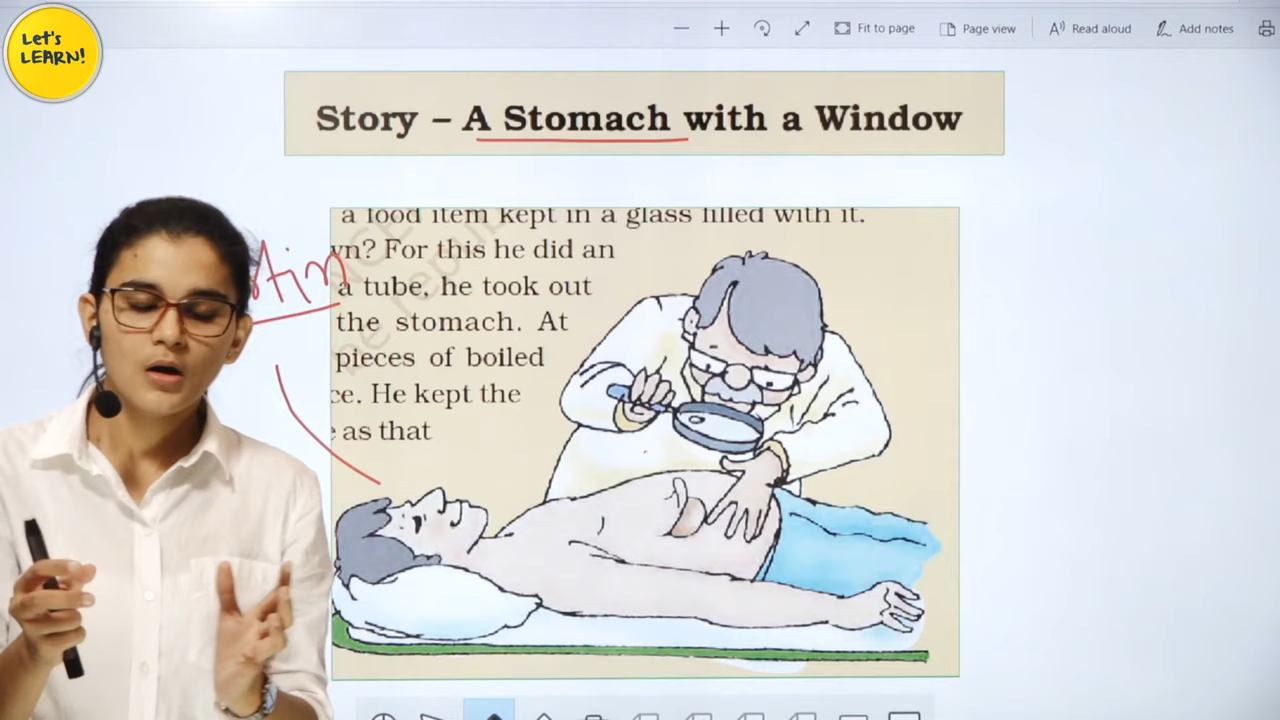 Let's
LEARN!
Fit to page
Page view
Read aloud
Add notes
Story – A Stomach with a Window
a food item kept in a glass filled with it.
wn? For this he did an
a tube, he took out
the stomach. At
pieces of boiled
ce. He kept the
as that